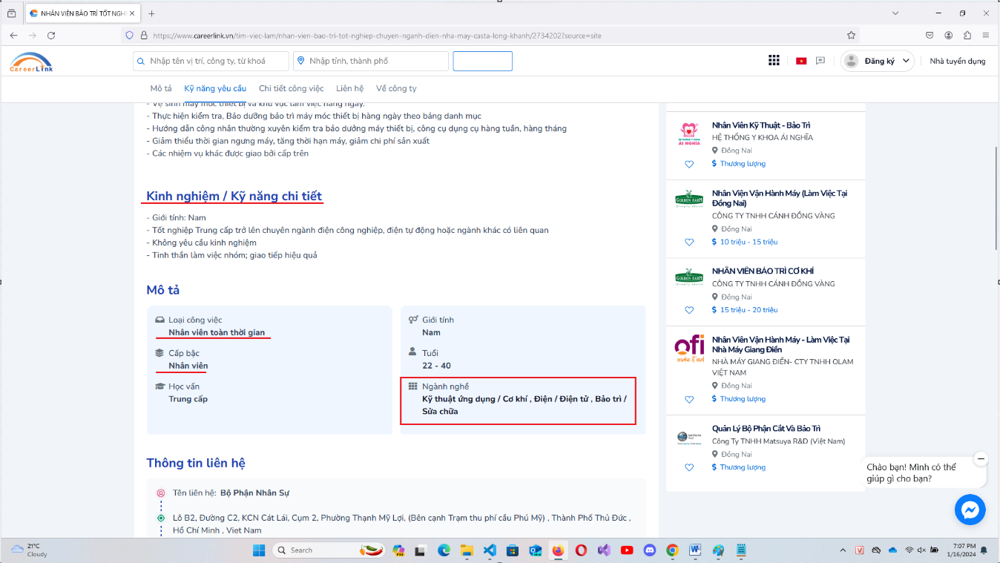 NHÂN VIÊN BẢO TRÌ TỐT NGHI
https://www.careerlink.vn/tim-viec-lam/nhan-vien-bao-tri-tot-nghiep-chuyen-nganh-dien-nha-may-casta-long-khanh/2734202?source=site
CareerLink
Nhập tên vị trí, công ty, từ khoá
Nhập tỉnh, thành phố
Đăng ký
Nhà tuyển dụng
Mô tả
Kỹ năng yêu cầu
Chi tiết công việc
Liên hệ
Về công ty
- Vệ sinh máy móc thiết bị và khu vực làm việc hàng ngày.
- Thực hiện kiểm tra, Bảo dưỡng bảo trì máy móc thiết bị hàng ngày theo bảng danh mục
- Hướng dẫn công nhân thường xuyên kiểm tra bảo dưỡng máy thiết bị, công cụ dụng cụ hàng tuần, hàng tháng
- Giảm thiểu thời gian ngưng máy, tăng thời hạn máy, giảm chi phí sản xuất
- Các nhiệm vụ khác được giao bởi cấp trên
Kinh nghiệm / Kỹ năng chi tiết
- Giới tính: Nam
- Tốt nghiệp Trung cấp trở lên chuyên ngành điện công nghiệp, điện tự động hoặc ngành khác có liên quan
- Không yêu cầu kinh nghiệm
- Tinh thần làm việc nhóm; giao tiếp hiệu quả
Mô tả
Loại công việc
Nhân viên toàn thời gian
Cấp bậc
Nhân viên
Học vấn
Trung cấp
Giới tính
Nam
Tuổi
22 - 40
Ngành nghề
Kỹ thuật ứng dụng / Cơ khí , Điện / Điện tử , Bảo trì /
Sửa chữa
Thông tin liên hệ
Tên liên hệ: Bộ Phận Nhân Sự
Lô B2, Đường C2, KCN Cát Lái, Cụm 2, Phường Thạnh Mỹ Lợi, (Bên cạnh Trạm thu phí cầu Phú Mỹ) , Thành Phố Thủ Đức ,
Hồ Chí Minh , Viet Nam
ÁI NGHĨA
Nhân Viên Kỹ Thuật - Bảo Trì
HỆ THỐNG Y KHOA ÁI NGHĨA
Đồng Nai
Thương lượng
GOLDEN FARM
Nhân Viện Vận Hành Máy (Làm Việc Tại
Đồng Nai)
CÔNG TY TNHH CÁNH ĐỒNG VÀNG
Đồng Nai
10 triệu - 15 triệu
GOLDEN FARM
NHÂN VIÊN BẢO TRÌ CƠ KHÍ
CÔNG TY TNHH CÁNH ĐỒNG VÀNG
Đồng Nai
15 triệu - 20 triệu
ofi
make it real
Nhân Viên Vận Hành Máy - Làm Việc Tại
Nhà Máy Giang Điền
NHÀ MÁY GIANG ĐIỀN- CTY TNHH OLAM
VIỆT NAM
Đồng Nai
Thương lượng
Quản Lý Bộ Phận Cắt Và Bảo Trì
Công Ty TNHH Matsuya R&D (Việt Nam)
Đồng Nai
Thương lượng
Chào bạn! Mình có thể
giúp gì cho bạn?
21°C
Cloudy
Search
7:07 PM
1/16/2024